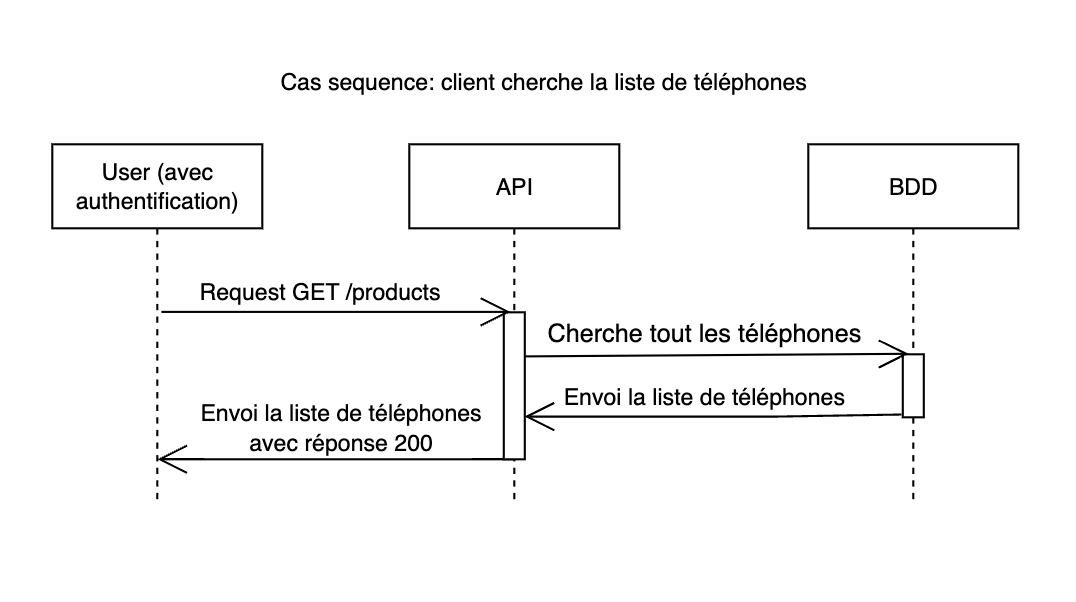 Cas sequence: client cherche la liste de téléphones
User (avec
authentification)
API
BDD
Request GET /products
Cherche tout les téléphones
Envoi la liste de téléphones
Envoi la liste de téléphones
avec réponse 200